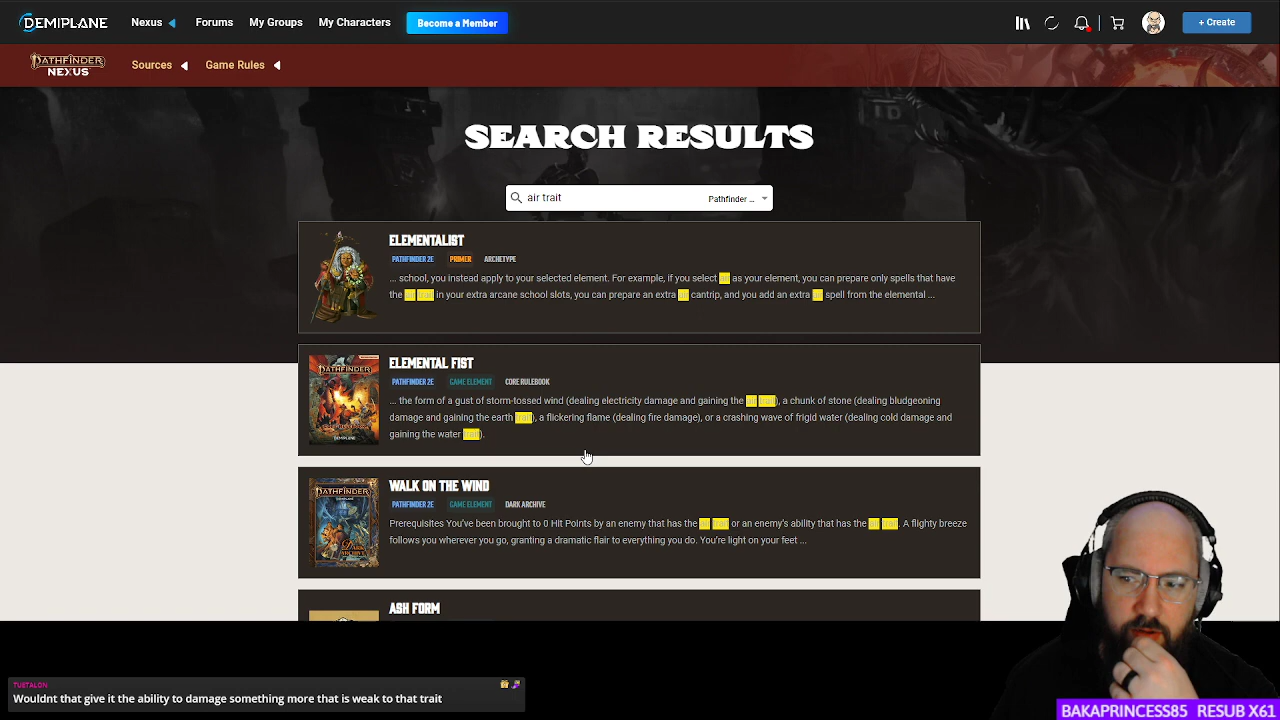 DEMIPLANE Nexus Forums My Groups My Characters Become a Member + Create
PATHFINDER NEXUS Sources Game Rules
SEARCH RESULTS
air trait Pathfinder ...
ELEMENTALIST
PATHFINDER 2E PRIMER ARCHETYPE
... school, you instead apply to your selected element. For example, if you select air as your element, you can prepare only spells that have
the air trait in your extra arcane school slots, you can prepare an extra air cantrip, and you add an extra air spell from the elemental ...
PATHFINDER
DEMIPLANE
ELEMENTAL FIST
PATHFINDER 2E GAME ELEMENT CORE RULEBOOK
... the form of a gust of storm-tossed wind (dealing electricity damage and gaining the air trait), a chunk of stone (dealing bludgeoning
damage and gaining the earth trait), a flickering flame (dealing fire damage), or a crashing wave of frigid water (dealing cold damage and
gaining the water trait).
PATHFINDER
DARK ARCHIVE
WALK ON THE WIND
PATHFINDER 2E GAME ELEMENT DARK ARCHIVE
Prerequisites You've been brought to 0 Hit Points by an enemy that has the air trait or an enemy's ability that has the air trait. A flighty breeze
follows you wherever you go, granting a dramatic flair to everything you do. You're light on your feet ...
ASH FORM
TUETALON
Wouldnt that give it the ability to damage something more that is weak to that trait
BAKAPRINCESS85 RESUB X61